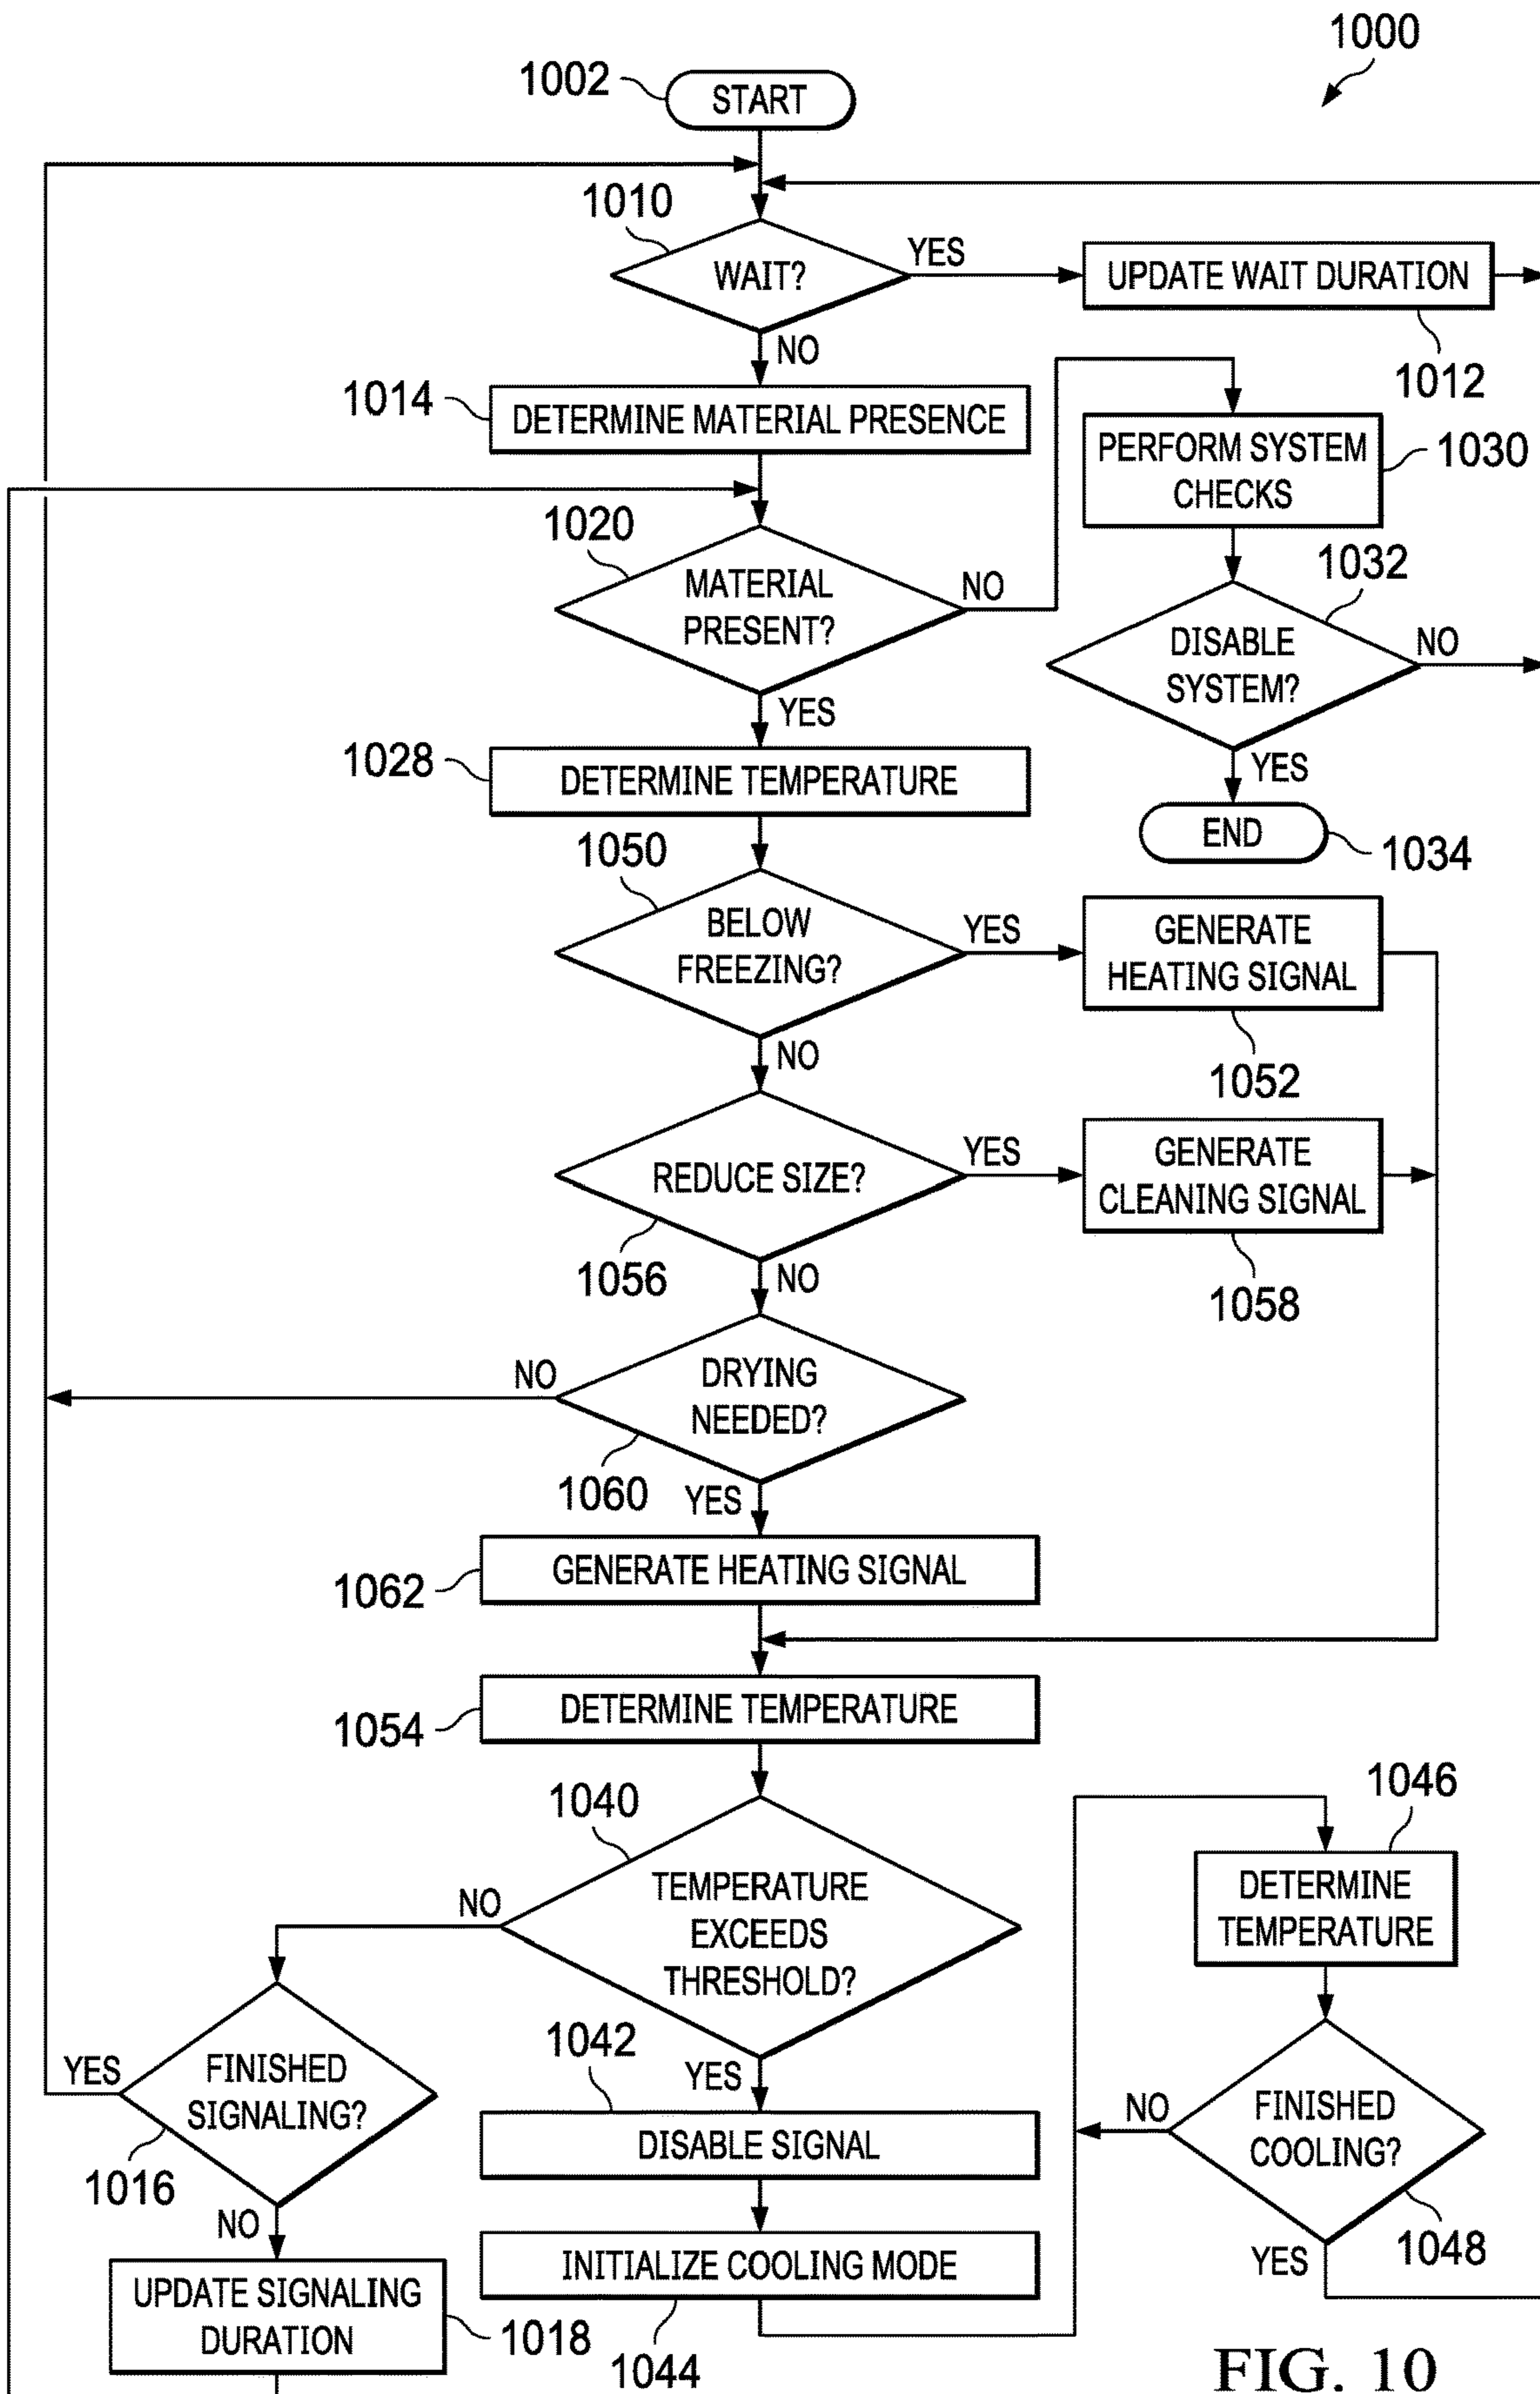 1000
1002
START
1010
WAIT?
YES
UPDATE WAIT DURATION
1012
NO
1014
DETERMINE MATERIAL PRESENCE
PERFORM SYSTEM
CHECKS
1030
1020
MATERIAL
PRESENT?
NO
1032
DISABLE
SYSTEM?
NO
YES
YES
1028
DETERMINE TEMPERATURE
END
1034
1050
BELOW
FREEZING?
YES
GENERATE
HEATING SIGNAL
1052
NO
REDUCE SIZE?
YES
GENERATE
CLEANING SIGNAL
1056
1058
NO
DRYING
NEEDED?
NO
1060
YES
GENERATE HEATING SIGNAL
1062
DETERMINE TEMPERATURE
1054
1040
TEMPERATURE
EXCEEDS
THRESHOLD?
NO
1046
DETERMINE
TEMPERATURE
YES
FINISHED
SIGNALING?
1016
NO
1042
YES
DISABLE SIGNAL
NO
FINISHED
COOLING?
1048
YES
INITIALIZE COOLING MODE
1044
UPDATE SIGNALING
DURATION
1018
FIG. 10